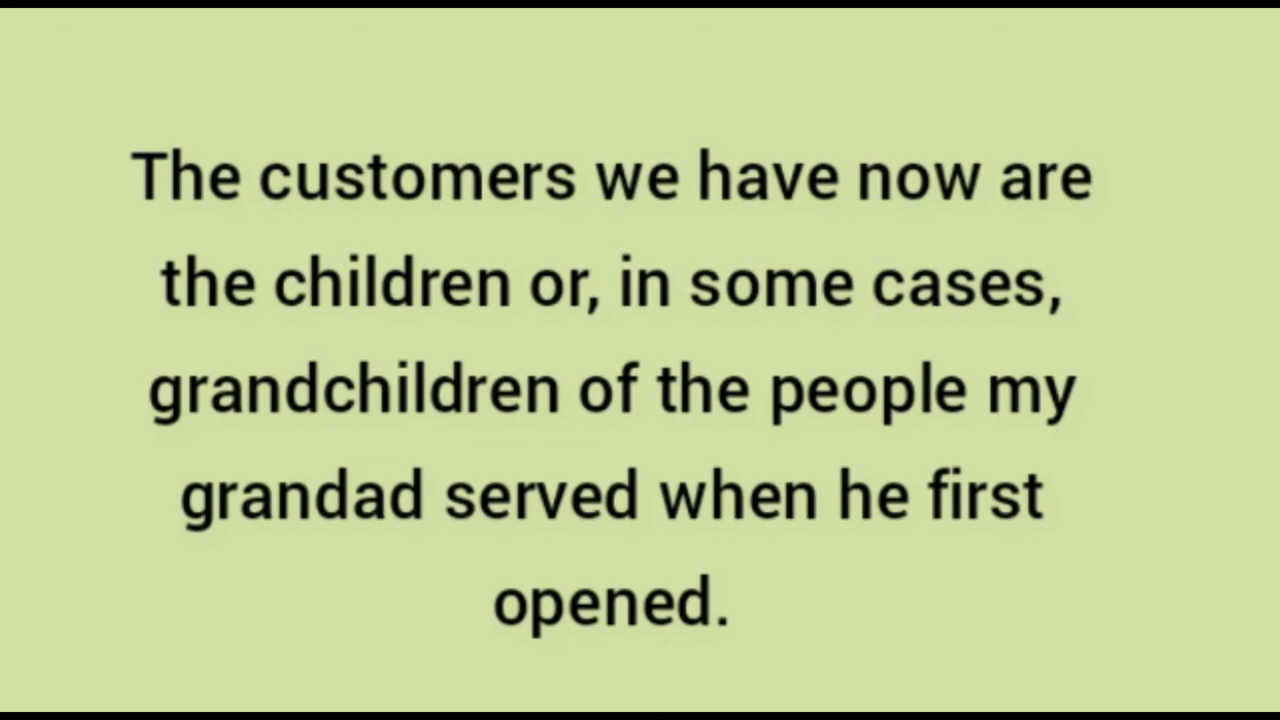 The customers we have now are
the children or, in some cases,
grandchildren of the people my
grandad served when he first
opened.